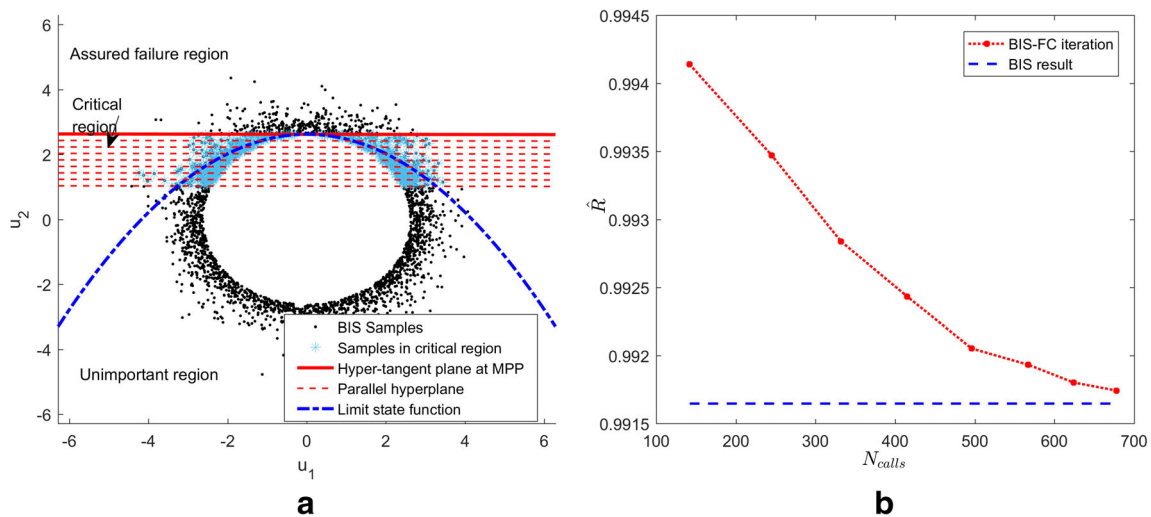 6
Assured failure region
4
Critical
region
2
0
-2
-4
-6
u2
Unimportant region
BIS Samples
Samples in critical region
Hyper-tangent plane at MPP
Parallel hyperplane
Limit state function
-6 -4 -2 0 2 4 6
u1
a
0.9945
0.994
0.9935
0.993
0.9925
0.992
0.9915
R̂
BIS-FC iteration
BIS result
100 200 300 400 500 600 700
Ncalls
b